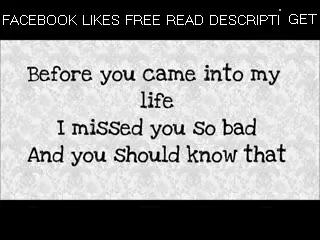 FACEBOOK LIKES FREE READ DESCRIPTI GET
Before you came into my
life
I missed you so bad
And you should know that